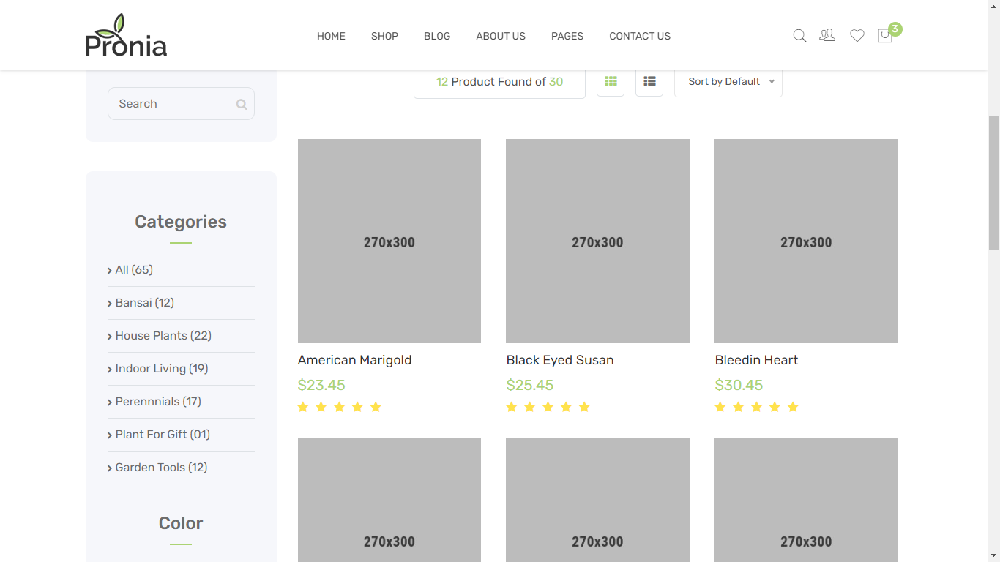 Pronia
HOME SHOP BLOG ABOUT US PAGES CONTACT US
3
12 Product Found of 30
Sort by Default
Search
Categories
All (65)
Bansai (12)
House Plants (22)
Indoor Living (19)
Perennnials (17)
Plant For Gift (01)
Garden Tools (12)
Color
270x300 270x300 270x300
American Marigold Black Eyed Susan Bleedin Heart
$23.45 $25.45 $30.45
270x300 270x300 270x300